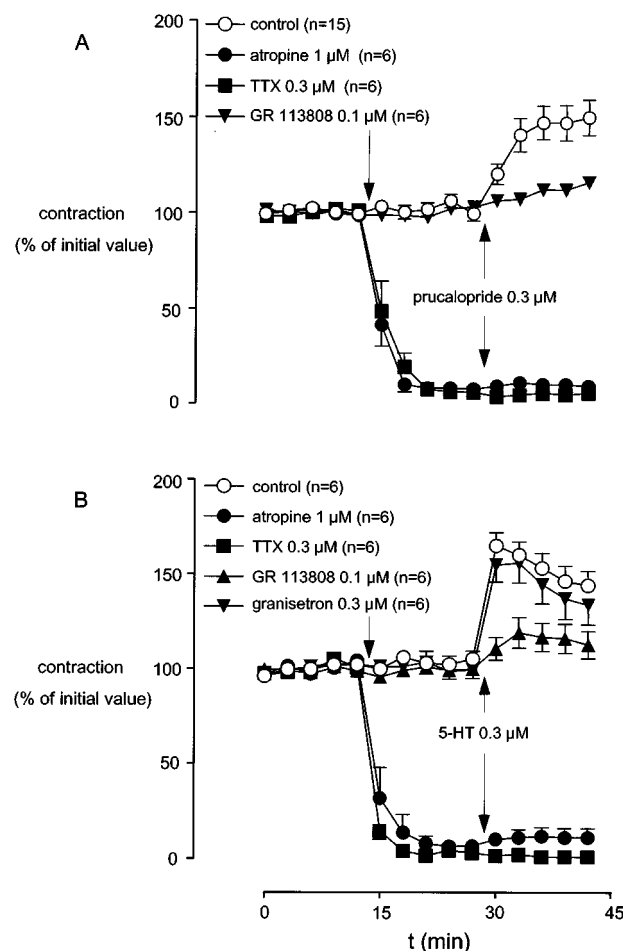 A
200
150
100
50
0
contraction
(% of initial value)
control (n=15)
atropine 1 µM (n=6)
TTX 0.3 µM (n=6)
GR 113808 0.1 µM (n=6)
prucalopride 0.3 µM
B
200
150
100
50
0
contraction
(% of initial value)
control (n=6)
atropine 1 µM (n=6)
TTX 0.3 µM (n=6)
GR 113808 0.1 µM (n=6)
granisetron 0.3 µM (n=6)
5-HT 0.3 µM
0 15 30 45
t (min)